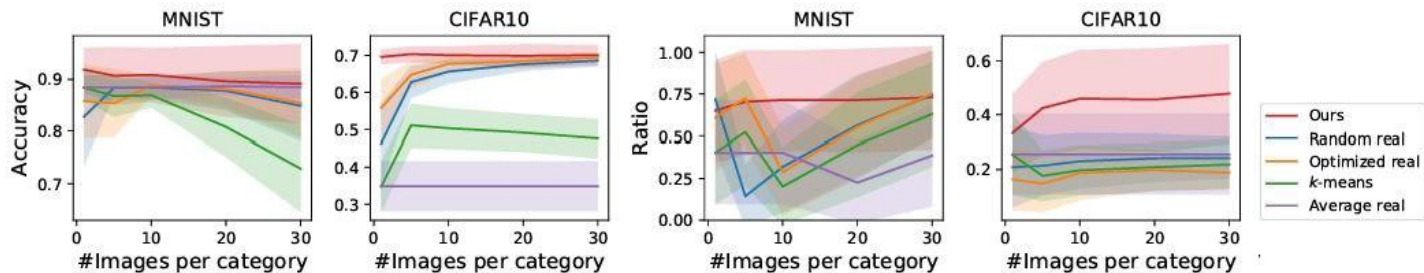 MNIST
CIFAR10
MNIST
CIFAR10
Accuracy
0.9
0.8
0.7
0 10 20 30
#Images per category
0.7
0.6
0.5
0.4
0.3
0 10 20 30
#Images per category
Ratio
1.00
0.75
0.50
0.25
0.00
0 10 20 30
#Images per category
0.6
0.4
0.2
0 10 20 30
#Images per category
Ours
Random real
Optimized real
k-means
Average real